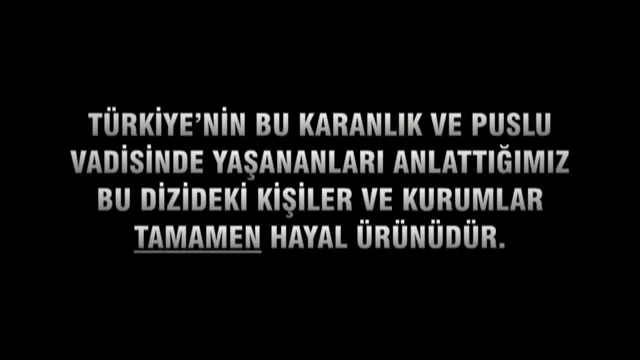 TÜRKİYE'NİN BU KARANLIK VE PUSLU
VADİSİNDE YAŞANANLARI ANLATTIĞIMIZ
BU DİZİDEKİ KİŞİLER VE KURUMLAR
TAMAMEN HAYAL ÜRÜNÜDÜR.